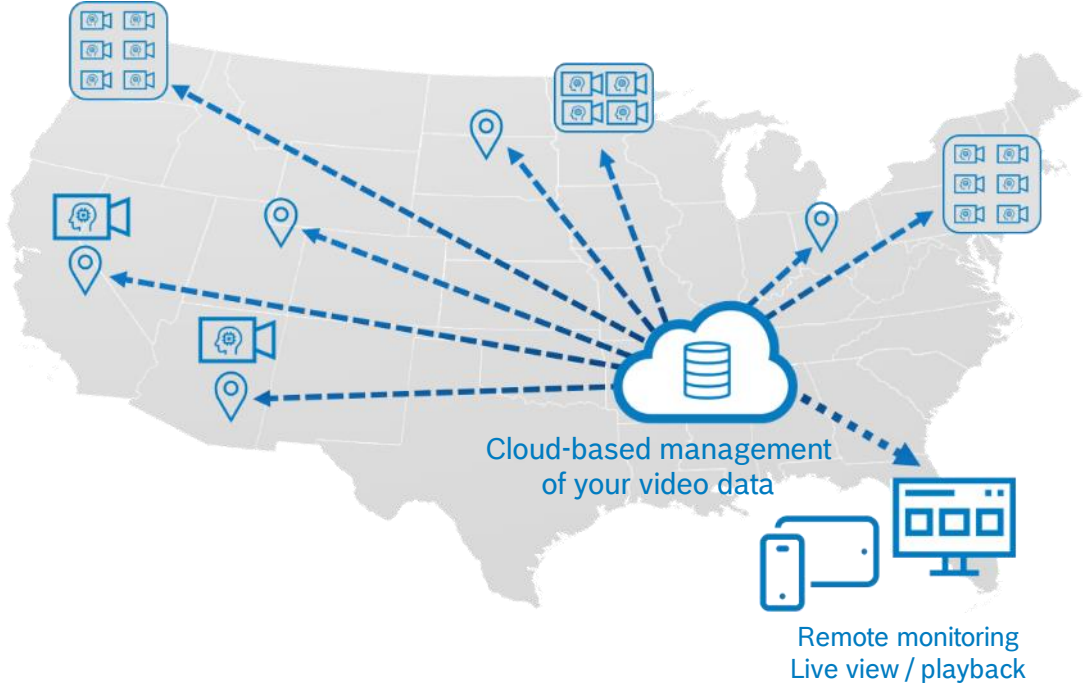 Cloud-based management
of your video data
Remote monitoring
Live view / playback